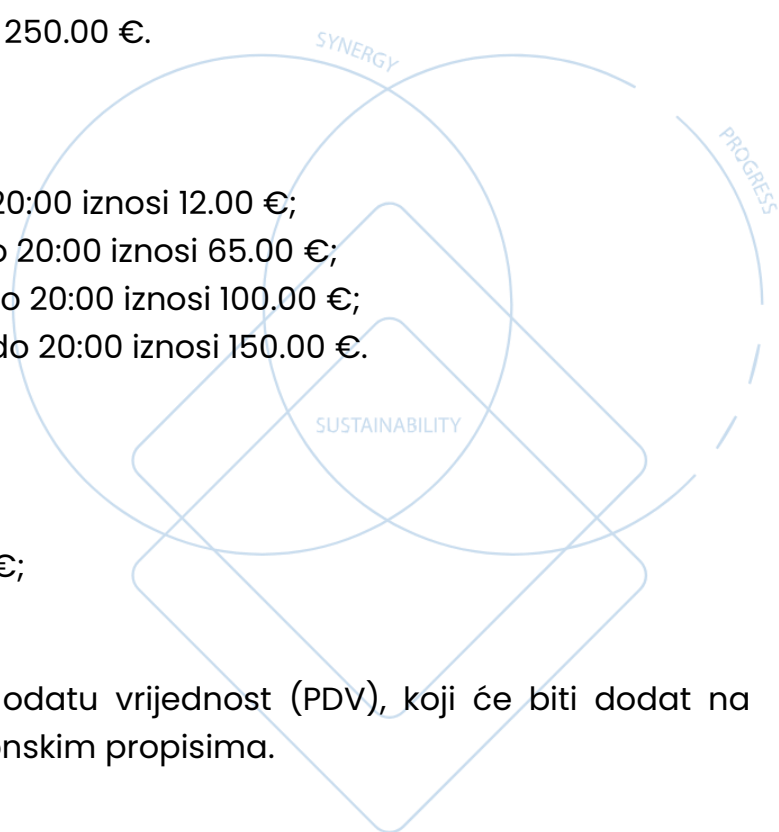 250.00 €.
SYNERGY
PROGRESS
20:00 iznosi 12.00 €;
o 20:00 iznosi 65.00 €;
o 20:00 iznosi 100.00 €;
do 20:00 iznosi 150.00 €.
SUSTAINABILITY
€;
odatu vrijednost (PDV), koji će biti dodat na
onskim propisima.